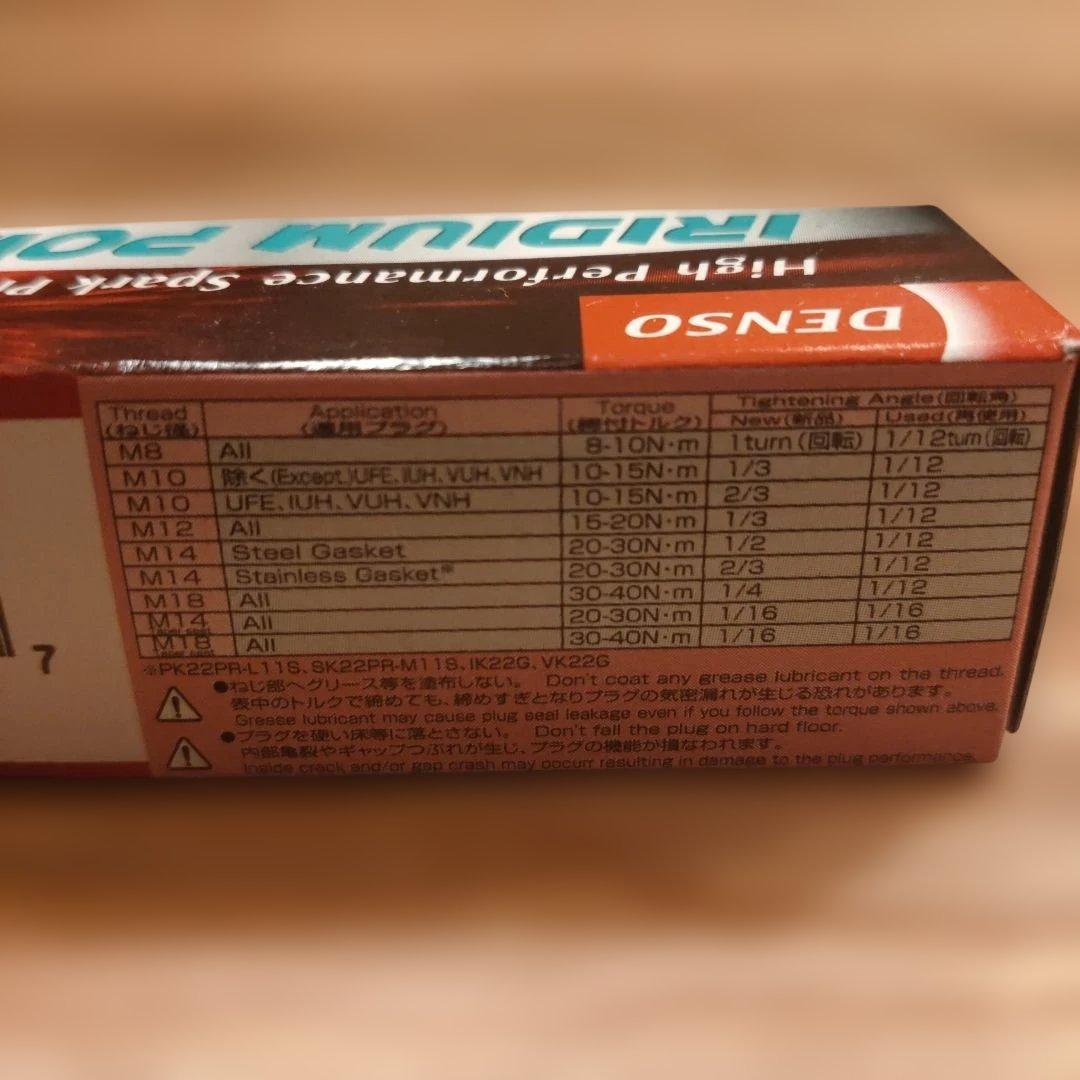 IRIDIUM PO
High Performance Spark P
DENSO
Thread Application Torque Tightening Angle(回転角)
(ねじ径) (適用プラグ) (締付トルク) New(新品) Used(再使用)
M8 All 8-10N·m 1turn(回転) 1/12turn(回転)
M10 除く(Except)UFE、IUH、VUH、VNH 10-15N·m 1/3 1/12
M10 UFE、IUH、VUH、VNH 10-15N·m 2/3 1/12
M12 All 15-20N·m 1/3 1/12
M14 Steel Gasket 20-30N·m 1/2 1/12
M14 Stainless Gasket※ 20-30N·m 2/3 1/12
M18 All 30-40N·m 1/4 1/12
M14 All 20-30N·m 1/16 1/16
M18 All 30-40N·m 1/16 1/16
※PK22PR-L11S、SK22PR-M11S、IK22G、VK22G
●ねじ部へグリース等を塗布しない。 Don't coat any grease lubricant on the thread.
表中のトルクで締めても、締めすぎとなりプラグの気密漏れが生じる恐れがあります。
Grease lubricant may cause plug seal leakage even if you follow the torque shown above.
●プラグを硬い床等に落とさない。 Don't fall the plug on hard floor.
内部亀裂やギャップつぶれが生じ、プラグの機能が損なわれます。
Inside crack and/or gap crash may occurr resulting in damage to the plug performance.
7